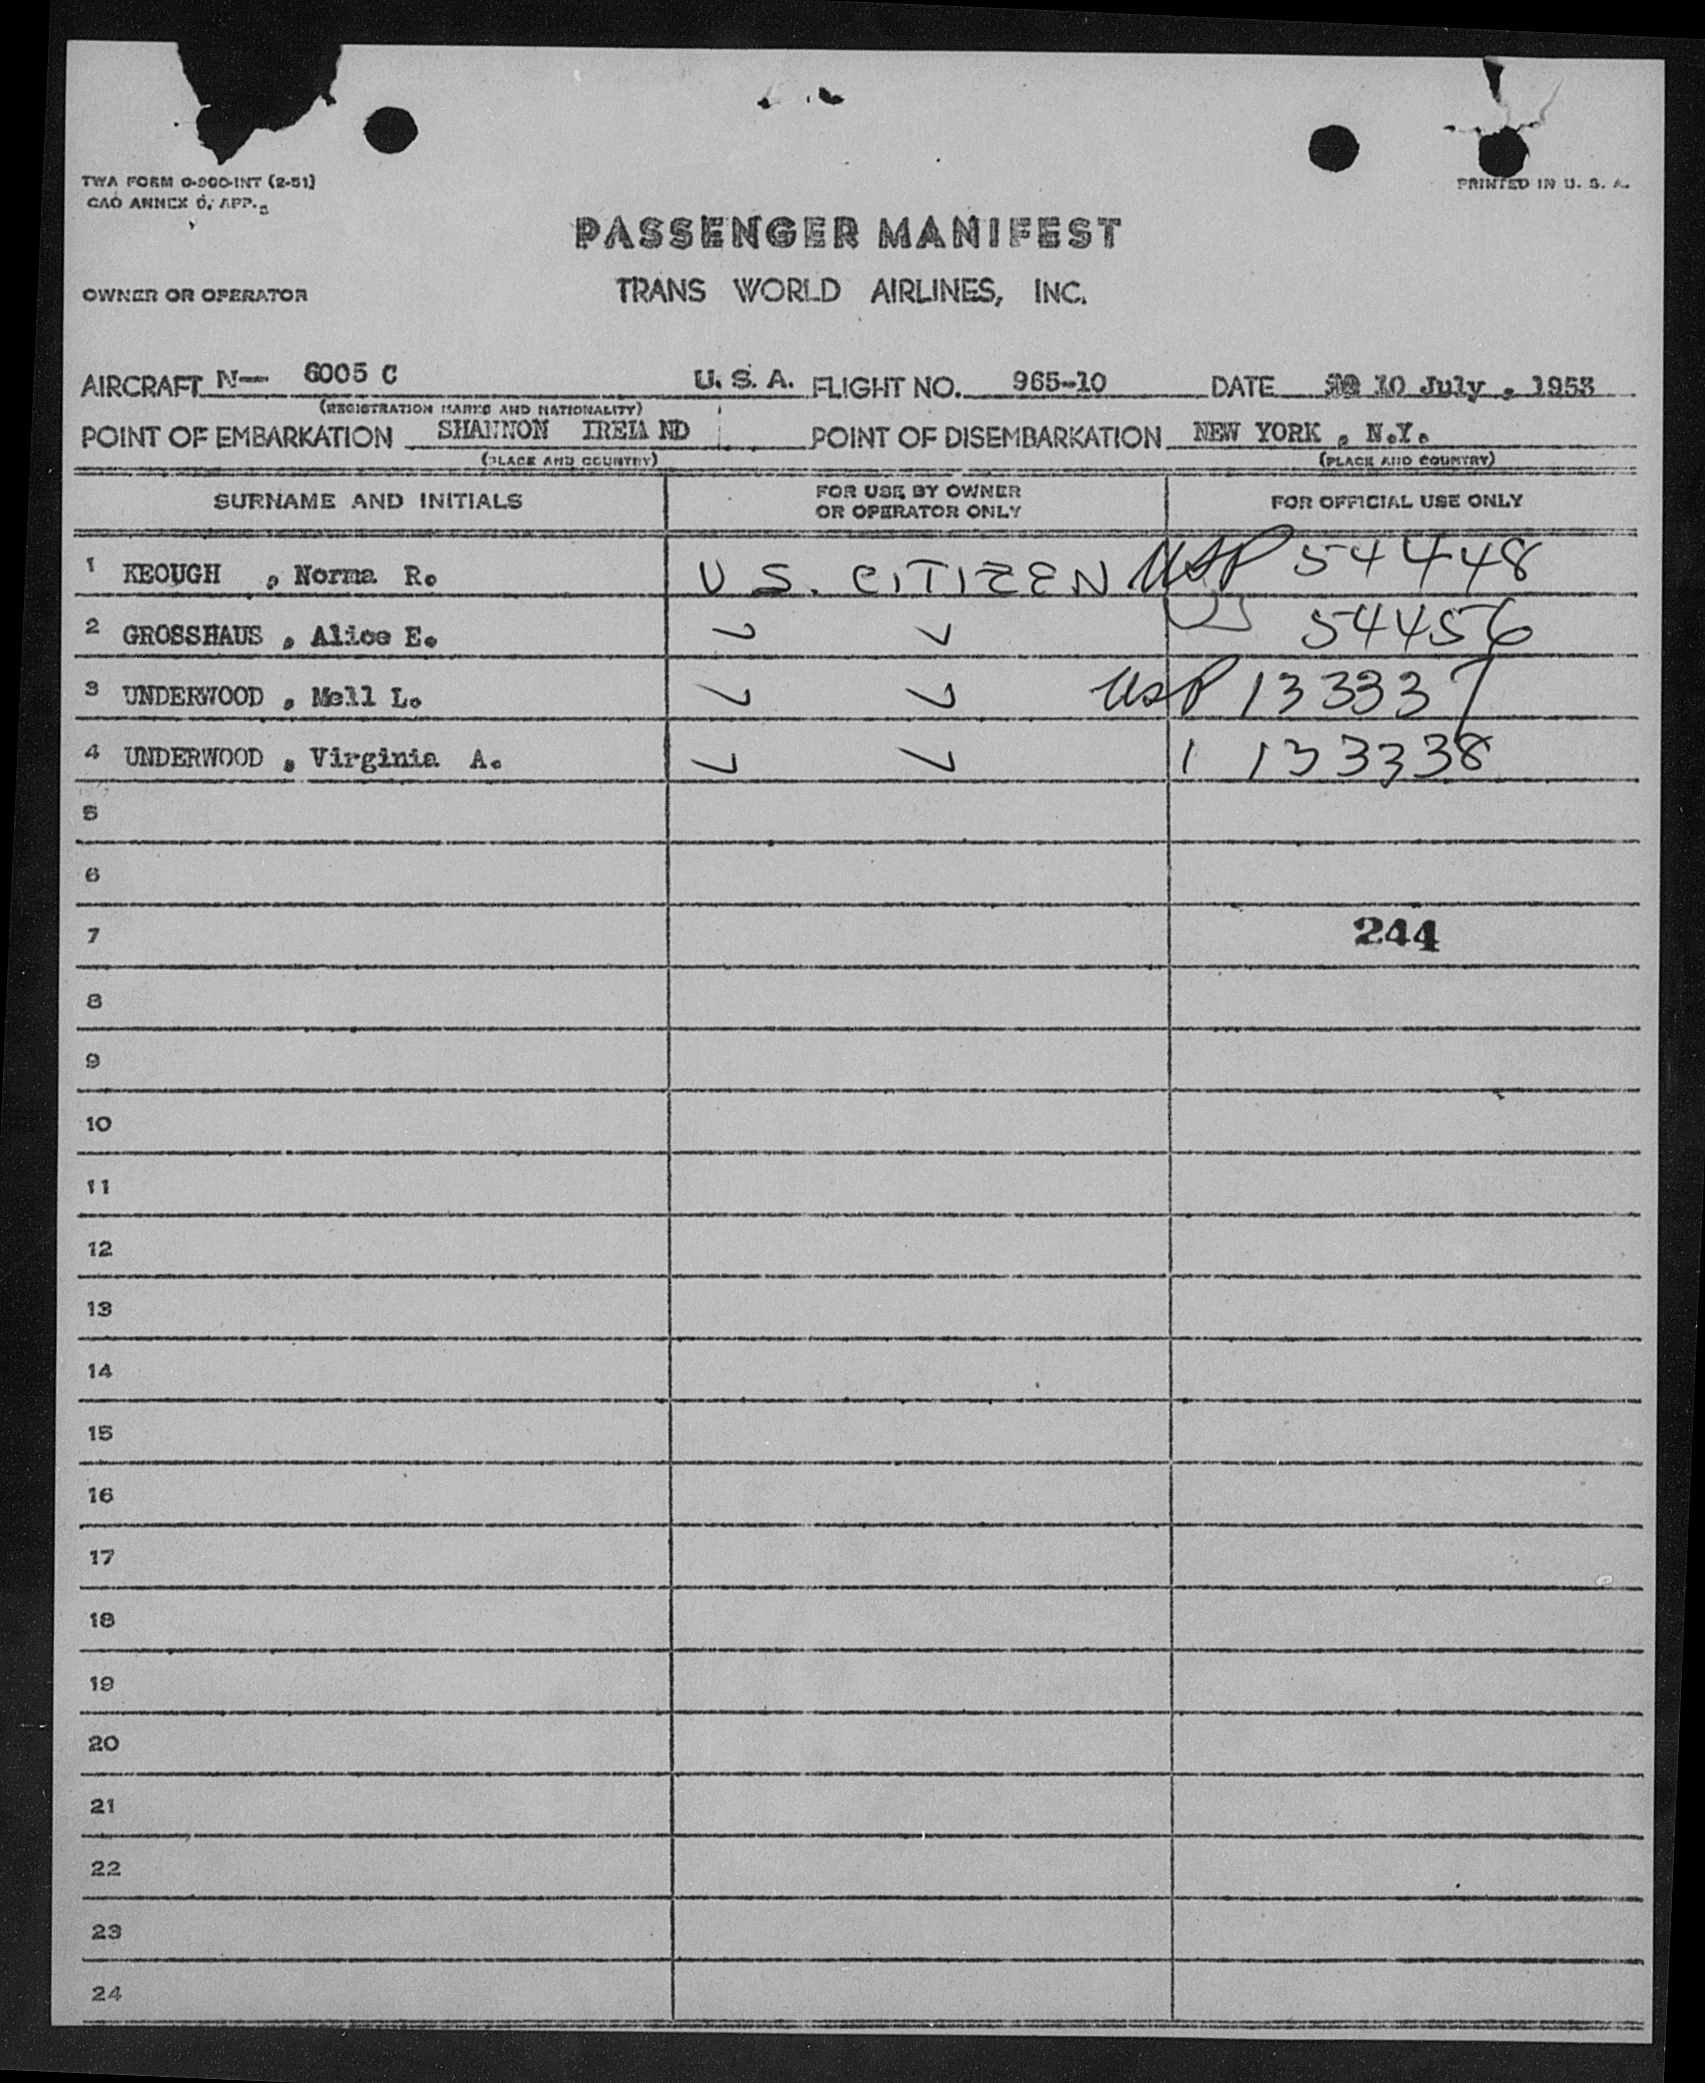 TWA FORM O-900-INT (2-51)
PRINTED IN U. S. A.
CAO ANNEX 9, APP.
PASSENGER MANIFEST
OWNER OR OPERATOR TRANS WORLD AIRLINES, INC.
AIRCRAFT N— 6005 C U. S. A. FLIGHT NO. 965-10 DATE 10 July, 1953
(REGISTRATION MARKS AND NATIONALITY)
POINT OF EMBARKATION SHANNON IRELAND POINT OF DISEMBARKATION NEW YORK, N.Y.
(PLACE AND COUNTRY) (PLACE AND COUNTRY)
SURNAME AND INITIALS FOR USE BY OWNER OR OPERATOR ONLY FOR OFFICIAL USE ONLY
1 KEOUGH, Norma R. U S. CITIZEN USP 54448
2 GROSSHAUS, Alice E. 54456
3 UNDERWOOD, Mell L. USP 133337
4 UNDERWOOD, Virginia A. 133338
5
6
7 244
8
9
10
11
12
13
14
15
16
17
18
19
20
21
22
23
24